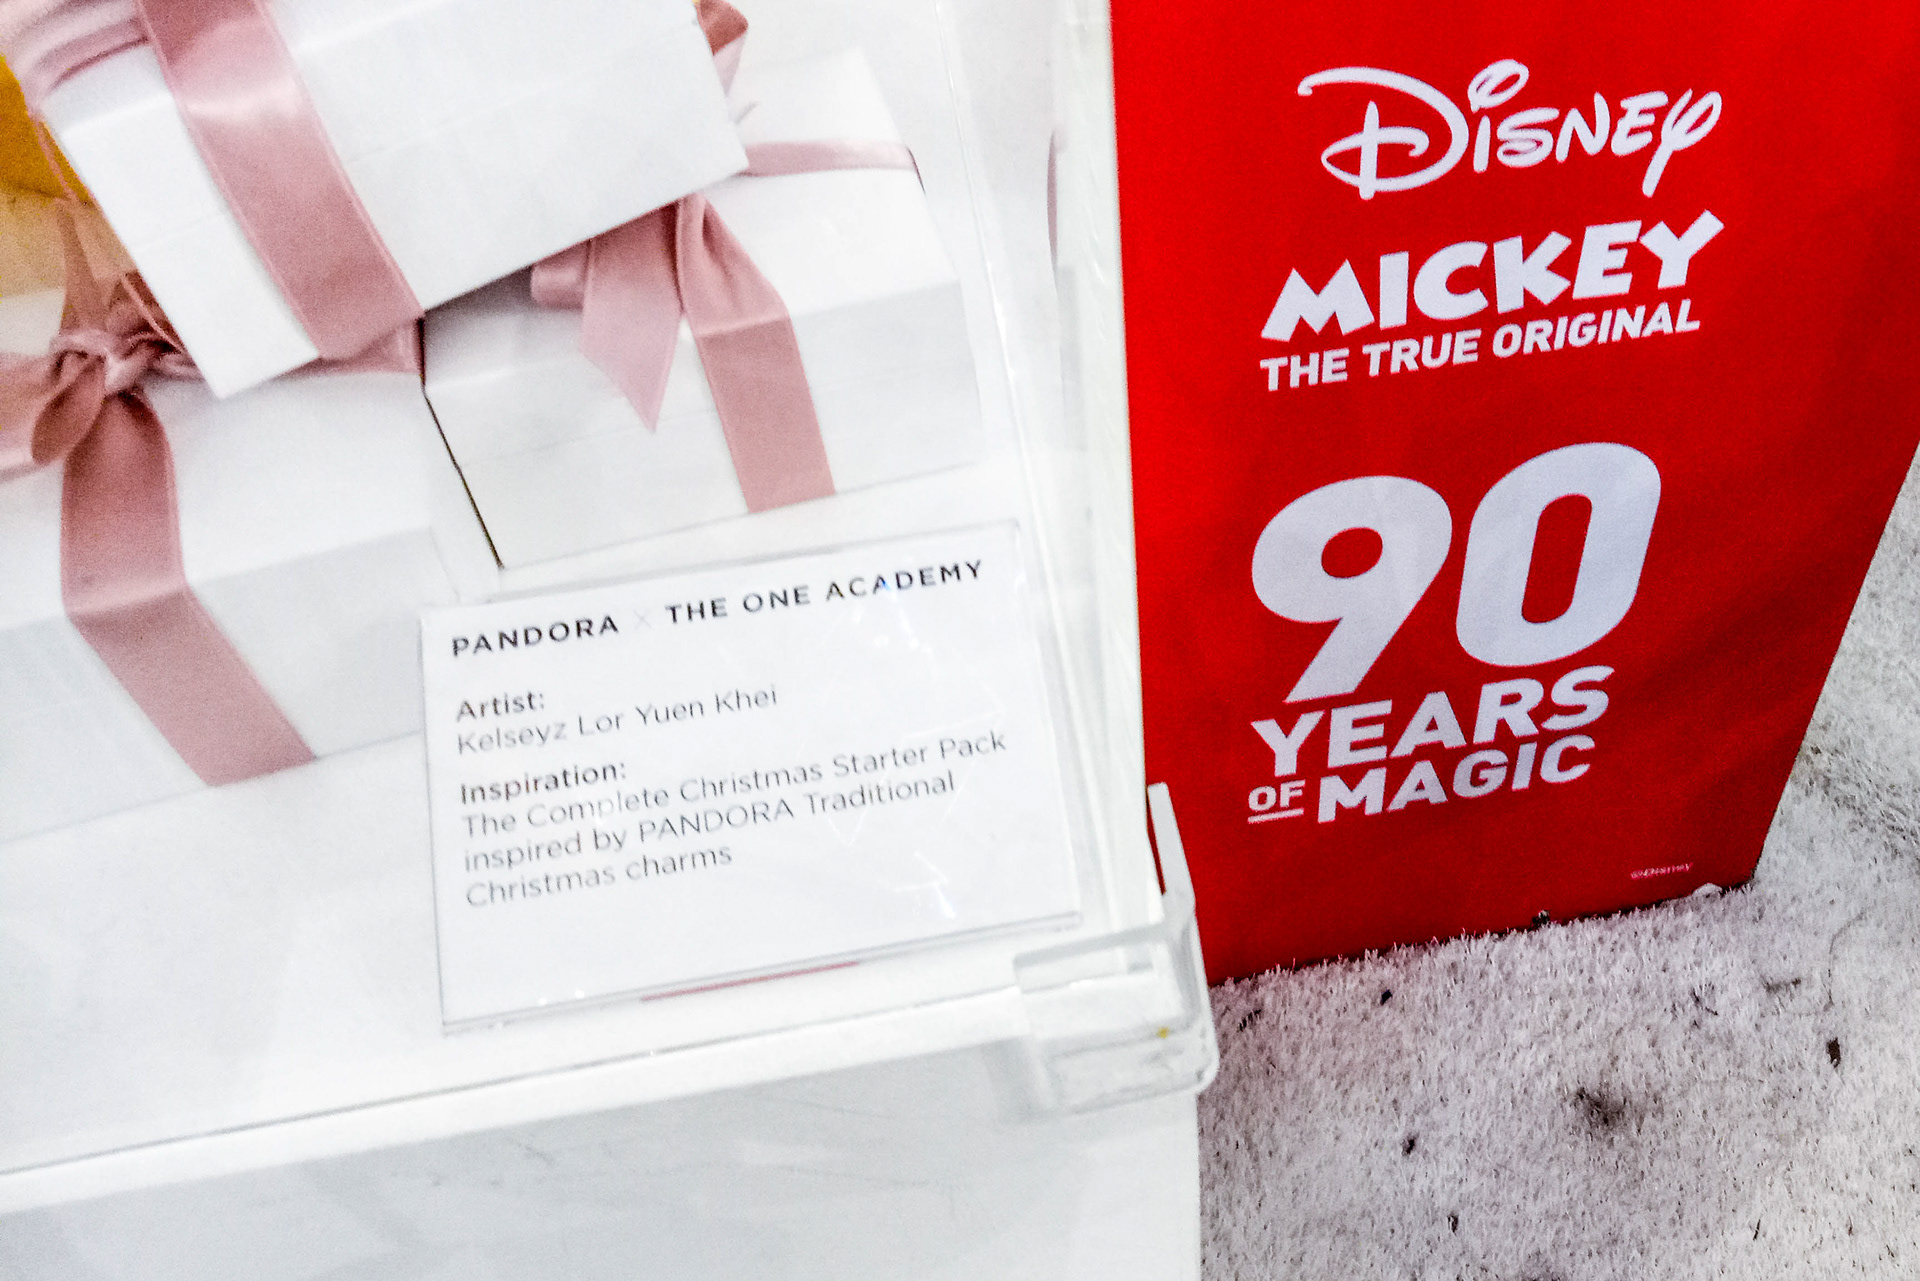 PANDORA × THE ONE ACADEMY
Artist:
Kelseyz Lor Yuen Khei
Inspiration:
The Complete Christmas Starter Pack
inspired by PANDORA Traditional
Christmas charms
Disney
MICKEY
THE TRUE ORIGINAL
90
YEARS
OF MAGIC
©Disney